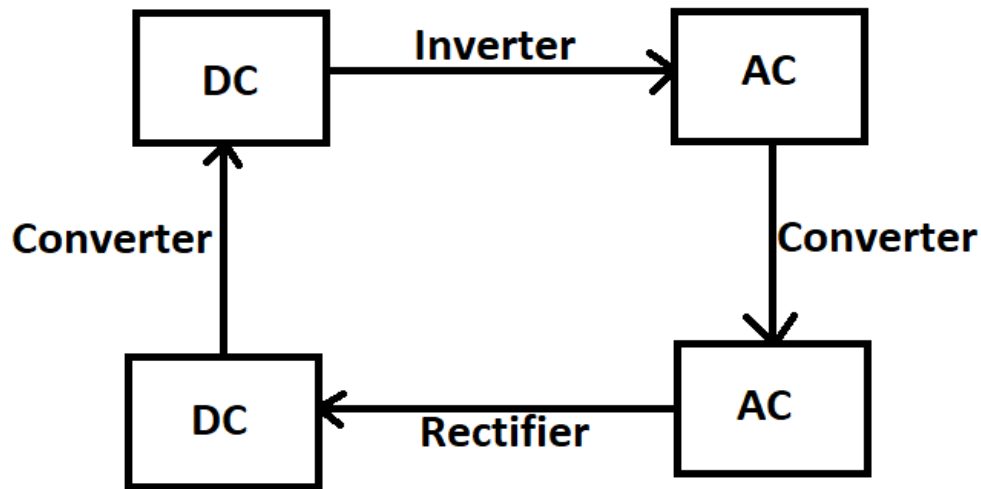 Inverter
DC
AC
Converter
Converter
DC
AC
Rectifier